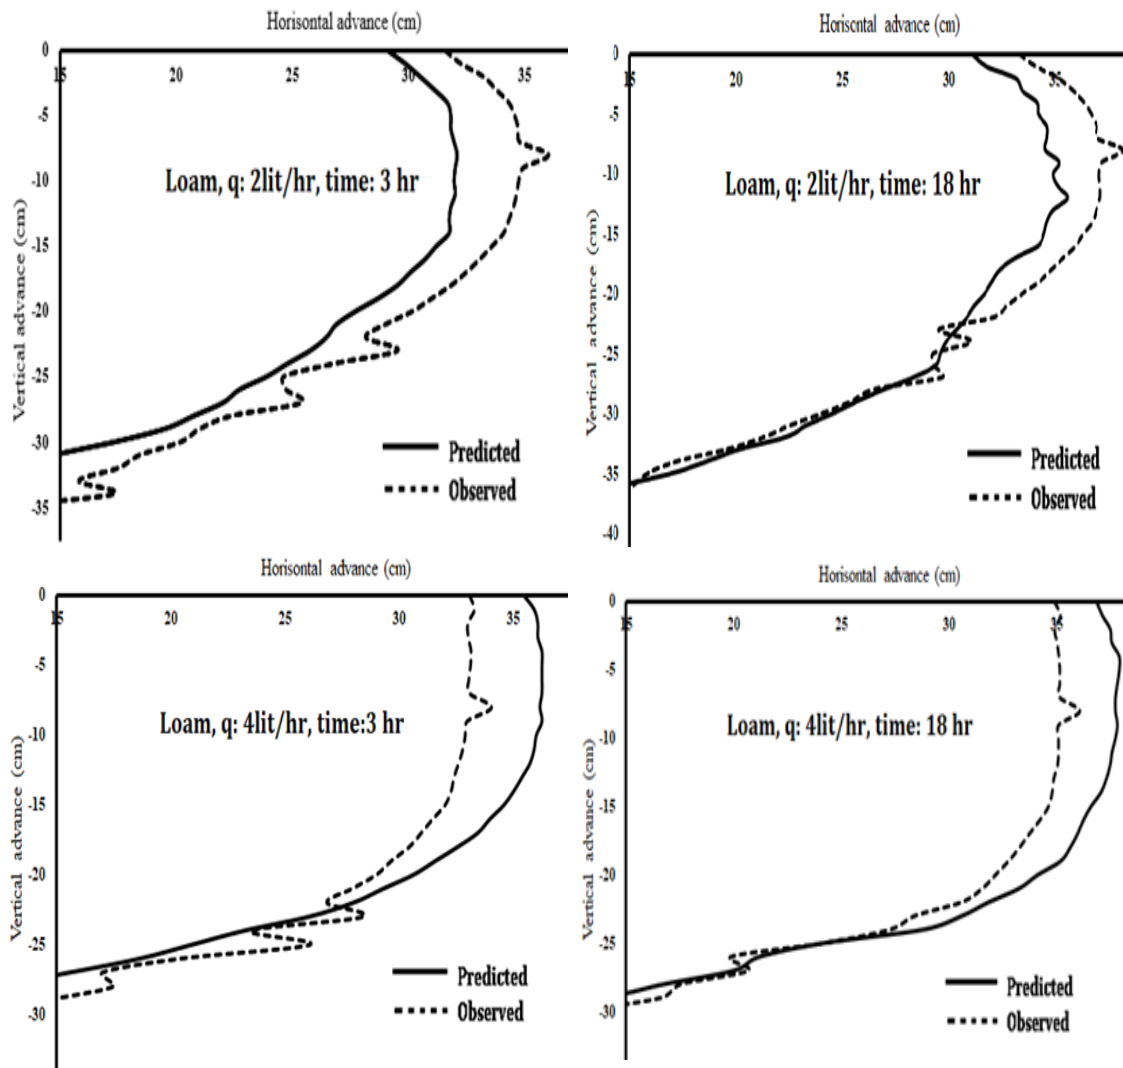 Horisontal advance (cm)
0
15 20 25 30 35
-5
-10
-15
-20
-25
-30
-35
Vertical advance (cm)
Loam, q: 2lit/hr, time: 3 hr
Predicted
Observed
Horisontal advance (cm)
0
15 20 25 30 35
-5
-10
-15
-20
-25
-30
-35
-40
Vertical advance (cm)
Loam, q: 2lit/hr, time: 18 hr
Predicted
Observed
Horisontal advance (cm)
0
15 20 25 30 35
-5
-10
-15
-20
-25
-30
Vertical advance (cm)
Loam, q: 4lit/hr, time:3 hr
Predicted
Observed
Horisontal advance (cm)
0
15 20 25 30 35
-5
-10
-15
-20
-25
-30
Vertical advance (cm)
Loam, q: 4lit/hr, time: 18 hr
Predicted
Observed